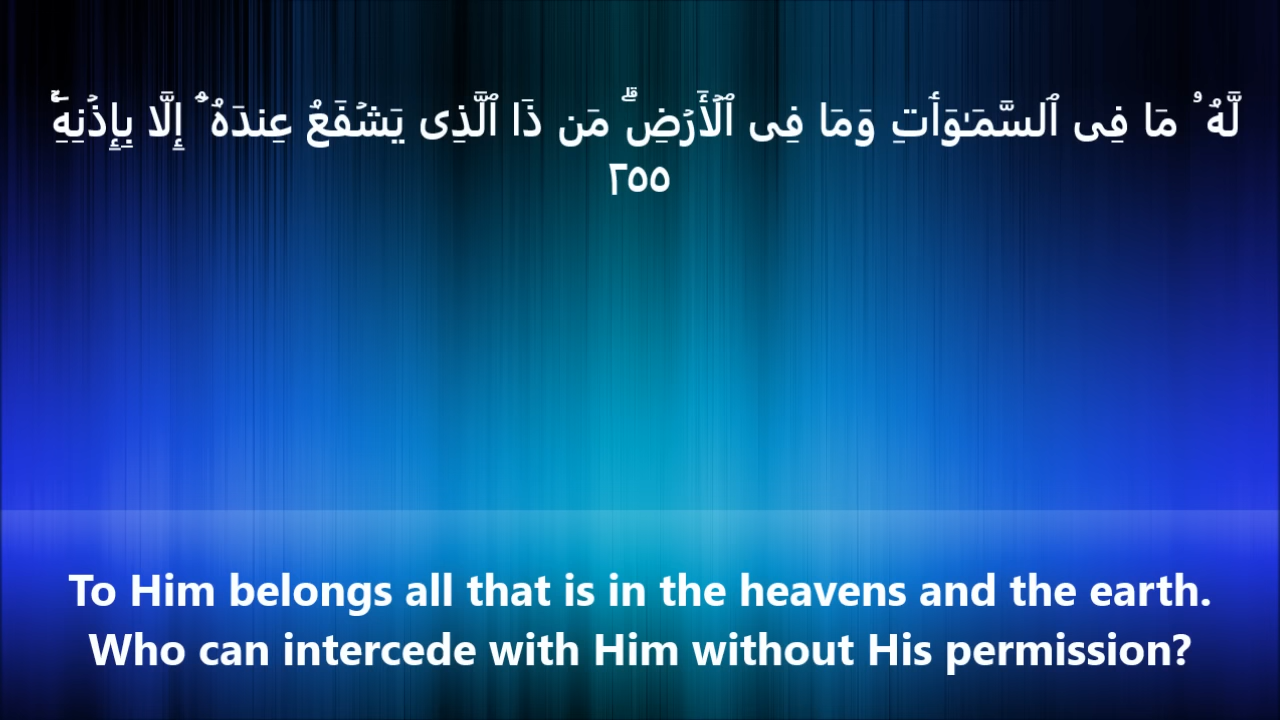 لَّهُۥ مَا فِى ٱلسَّمَـٰوَٲتِ وَمَا فِى ٱلۡأَرۡضِ‌ۗ مَن ذَا ٱلَّذِى يَشۡفَعُ عِندَهُ ۥۤ إِلَّا بِإِذۡنِهِۚۦ
٢٥٥
To Him belongs all that is in the heavens and the earth.
Who can intercede with Him without His permission?